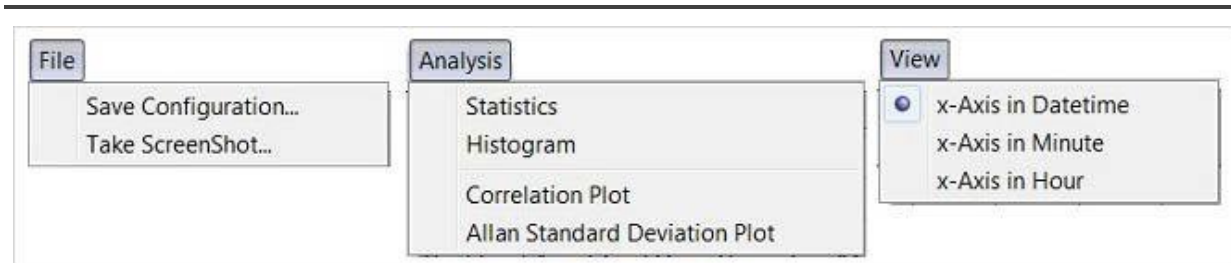 File
Save Configuration...
Take ScreenShot...
Analysis
Statistics
Histogram
Correlation Plot
Allan Standard Deviation Plot
View
x-Axis in Datetime
x-Axis in Minute
x-Axis in Hour